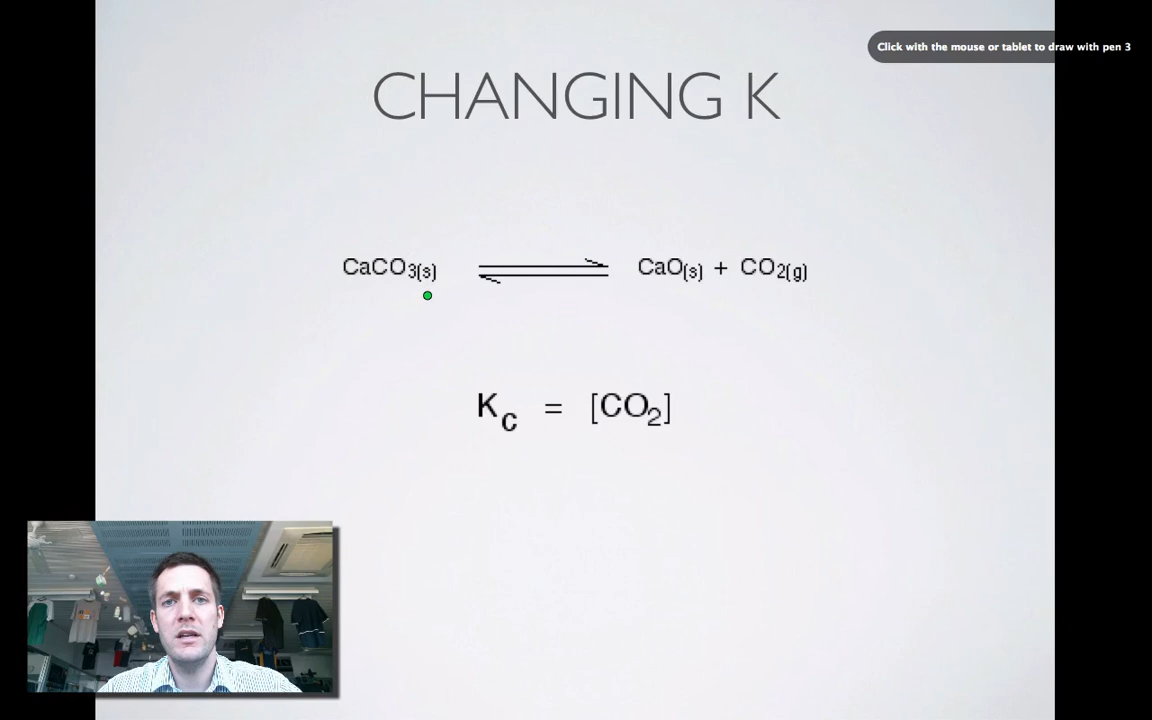 Click with the mouse or tablet to draw with pen 3
CHANGING K
CaCO3(s) ⇌ CaO(s) + CO2(g)
Kc = [CO2]